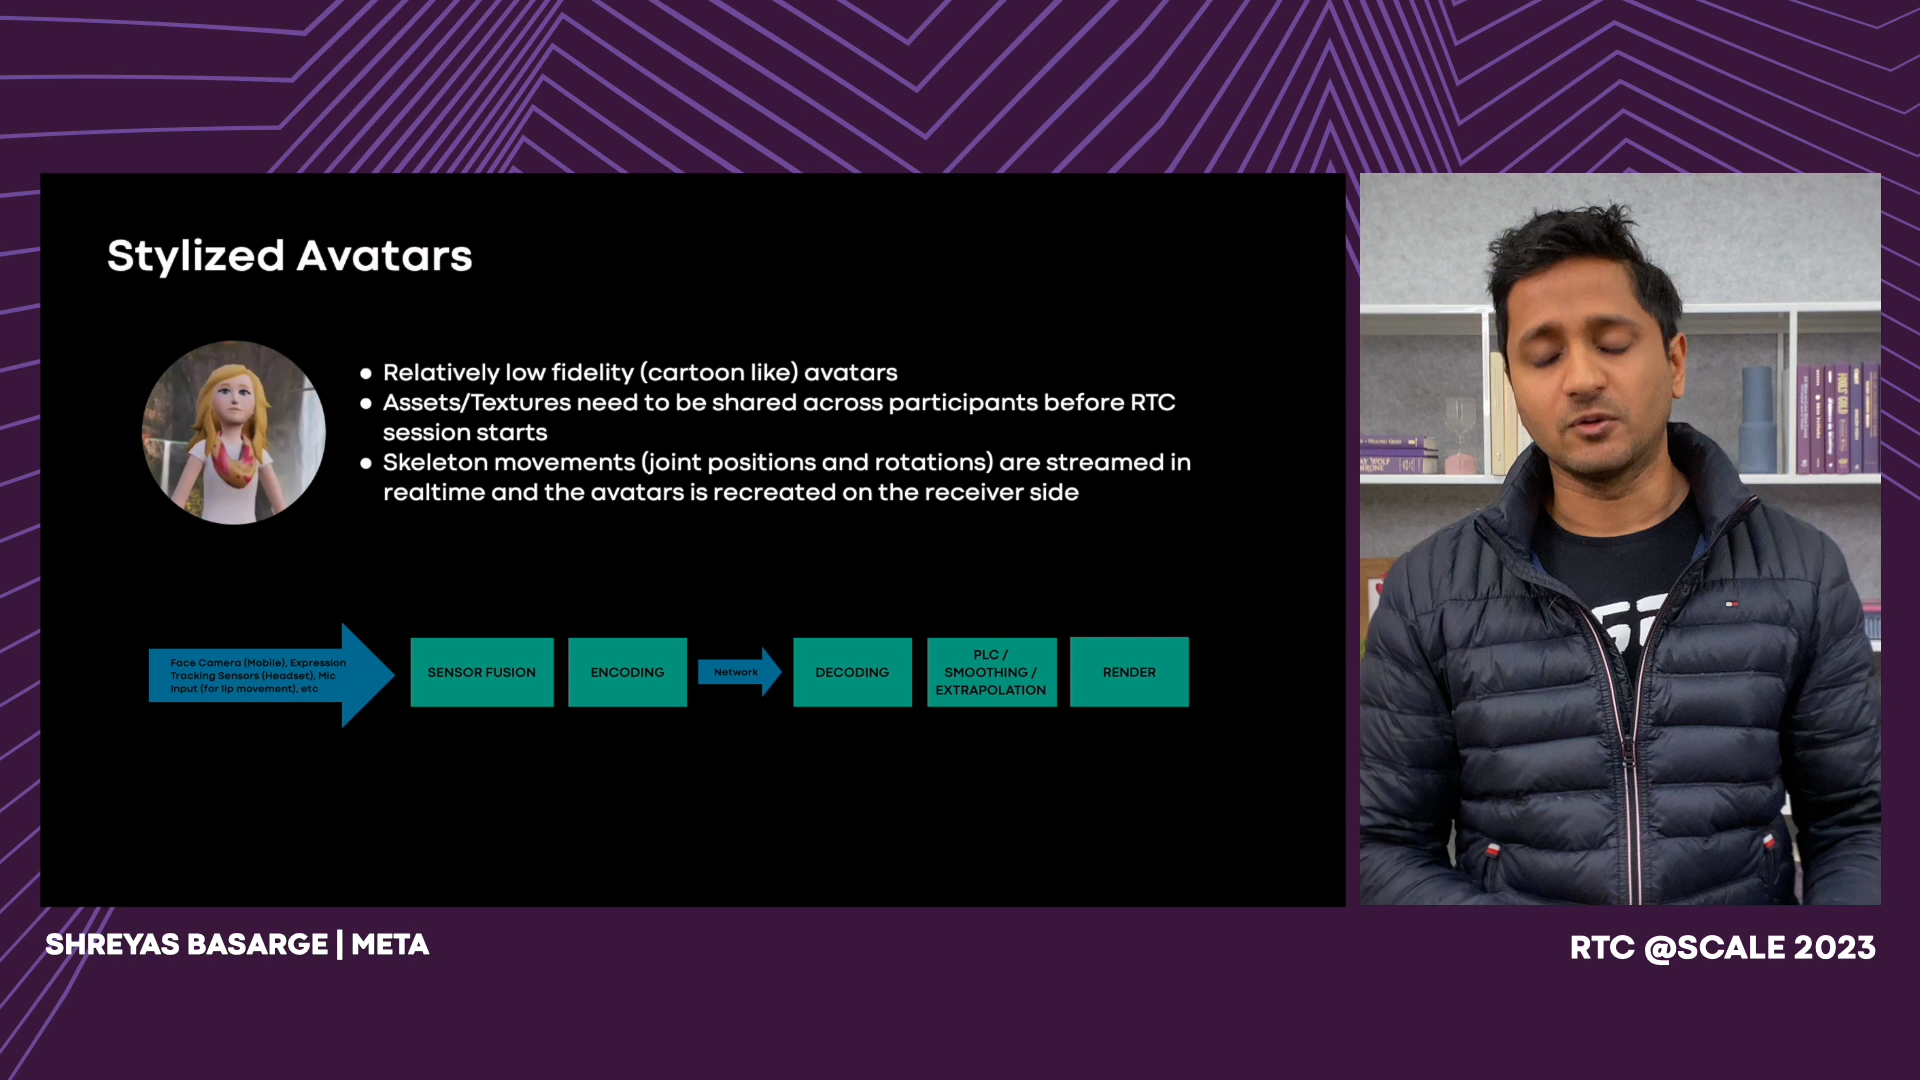 Stylized Avatars
● Relatively low fidelity (cartoon like) avatars
● Assets/Textures need to be shared across participants before RTC
session starts
● Skeleton movements (joint positions and rotations) are streamed in
realtime and the avatars is recreated on the receiver side
Face Camera (Mobile), Expression
Tracking Sensors (Headset), Mic
Input (for lip movement), etc
SENSOR FUSION
ENCODING
Network
DECODING
PLC /
SMOOTHING /
EXTRAPOLATION
RENDER
SHREYAS BASARGE | META
RTC @SCALE 2023